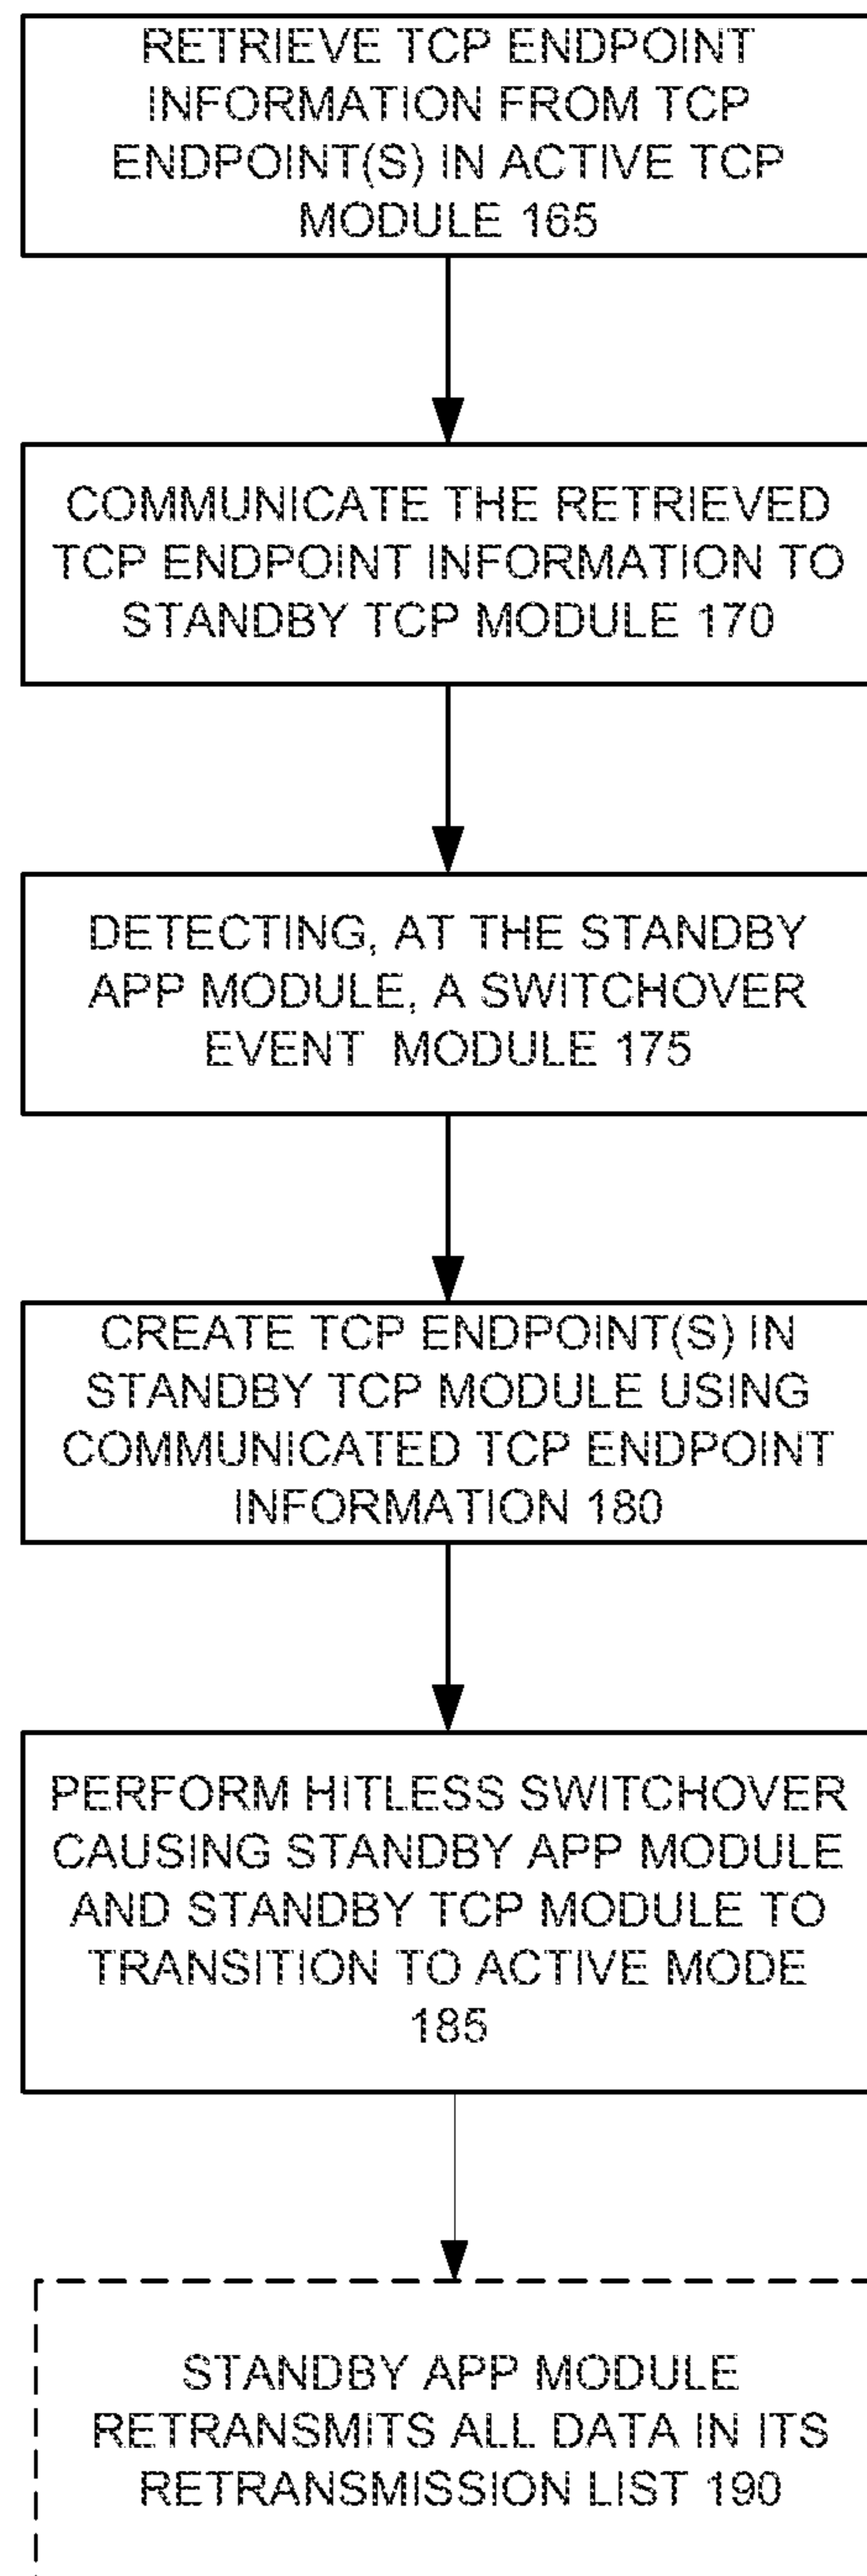 RETRIEVE TCP ENDPOINT
INFORMATION FROM TCP
ENDPOINT(S) IN ACTIVE TCP
MODULE 165
COMMUNICATE THE RETRIEVED
TCP ENDPOINT INFORMATION TO
STANDBY TCP MODULE 170
DETECTING, AT THE STANDBY
APP MODULE, A SWITCHOVER
EVENT MODULE 175
CREATE TCP ENDPOINT(S) IN
STANDBY TCP MODULE USING
COMMUNICATED TCP ENDPOINT
INFORMATION 180
PERFORM HITLESS SWITCHOVER
CAUSING STANDBY APP MODULE
AND STANDBY TCP MODULE TO
TRANSITION TO ACTIVE MODE
185
STANDBY APP MODULE
RETRANSMITS ALL DATA IN ITS
RETRANSMISSION LIST 190